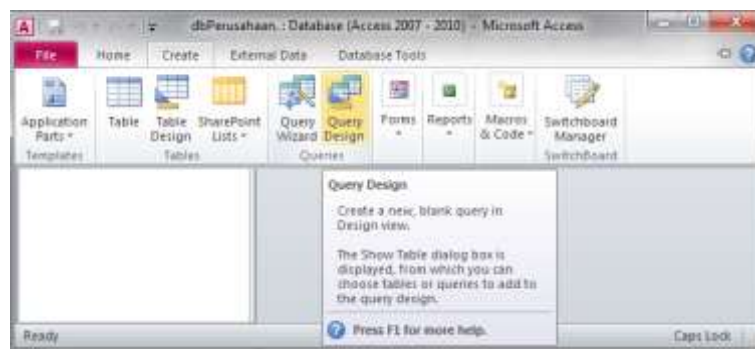 A dbPerusahaan. : Database (Access 2007 - 2010) - Microsoft Access
File Home Create External Data Database Tools
Application Parts Table Table Design SharePoint Lists Query Wizard Query Design Forms Reports Macros & Code Switchboard Manager
Templates Tables Queries SwitchBoard
Query Design
Create a new, blank query in
Design view.
The Show Table dialog box is
displayed, from which you can
choose tables or queries to add to
the query design.
Press F1 for more help.
Ready Caps Lock